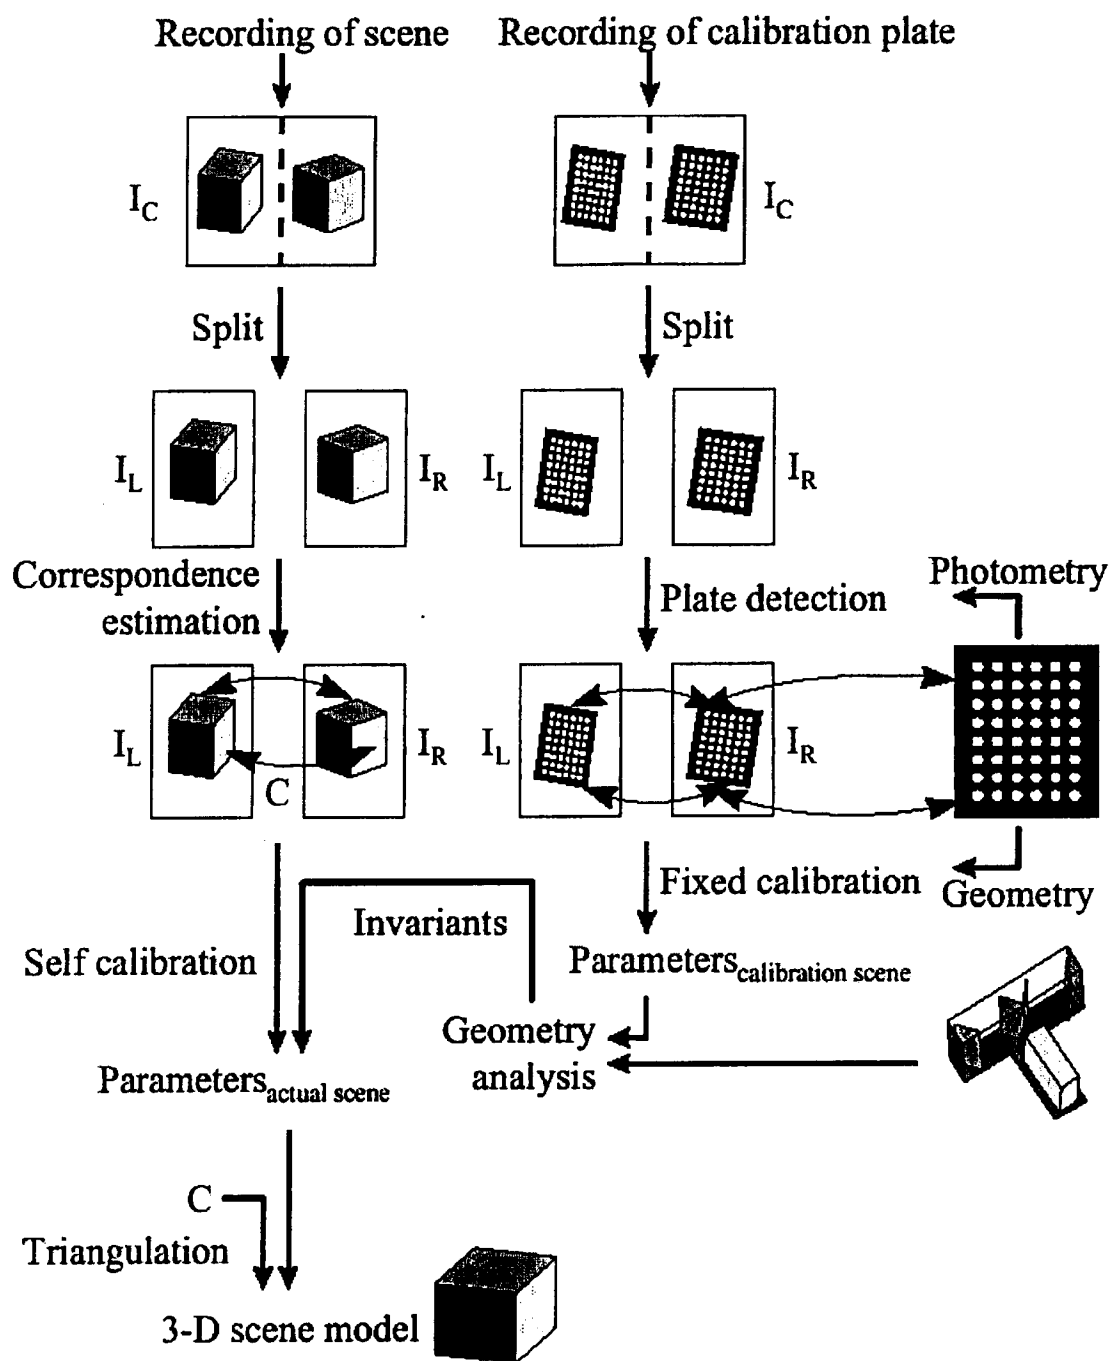 Recording of scene
Recording of calibration plate
I_C
I_C
Split
Split
I_L
I_R
I_L
I_R
Correspondence
estimation
Plate detection
Photometry
I_L
I_R
C
I_L
I_R
Fixed calibration
Geometry
Invariants
Self calibration
Parameters_calibration scene
Geometry
analysis
Parameters_actual scene
C
Triangulation
3-D scene model